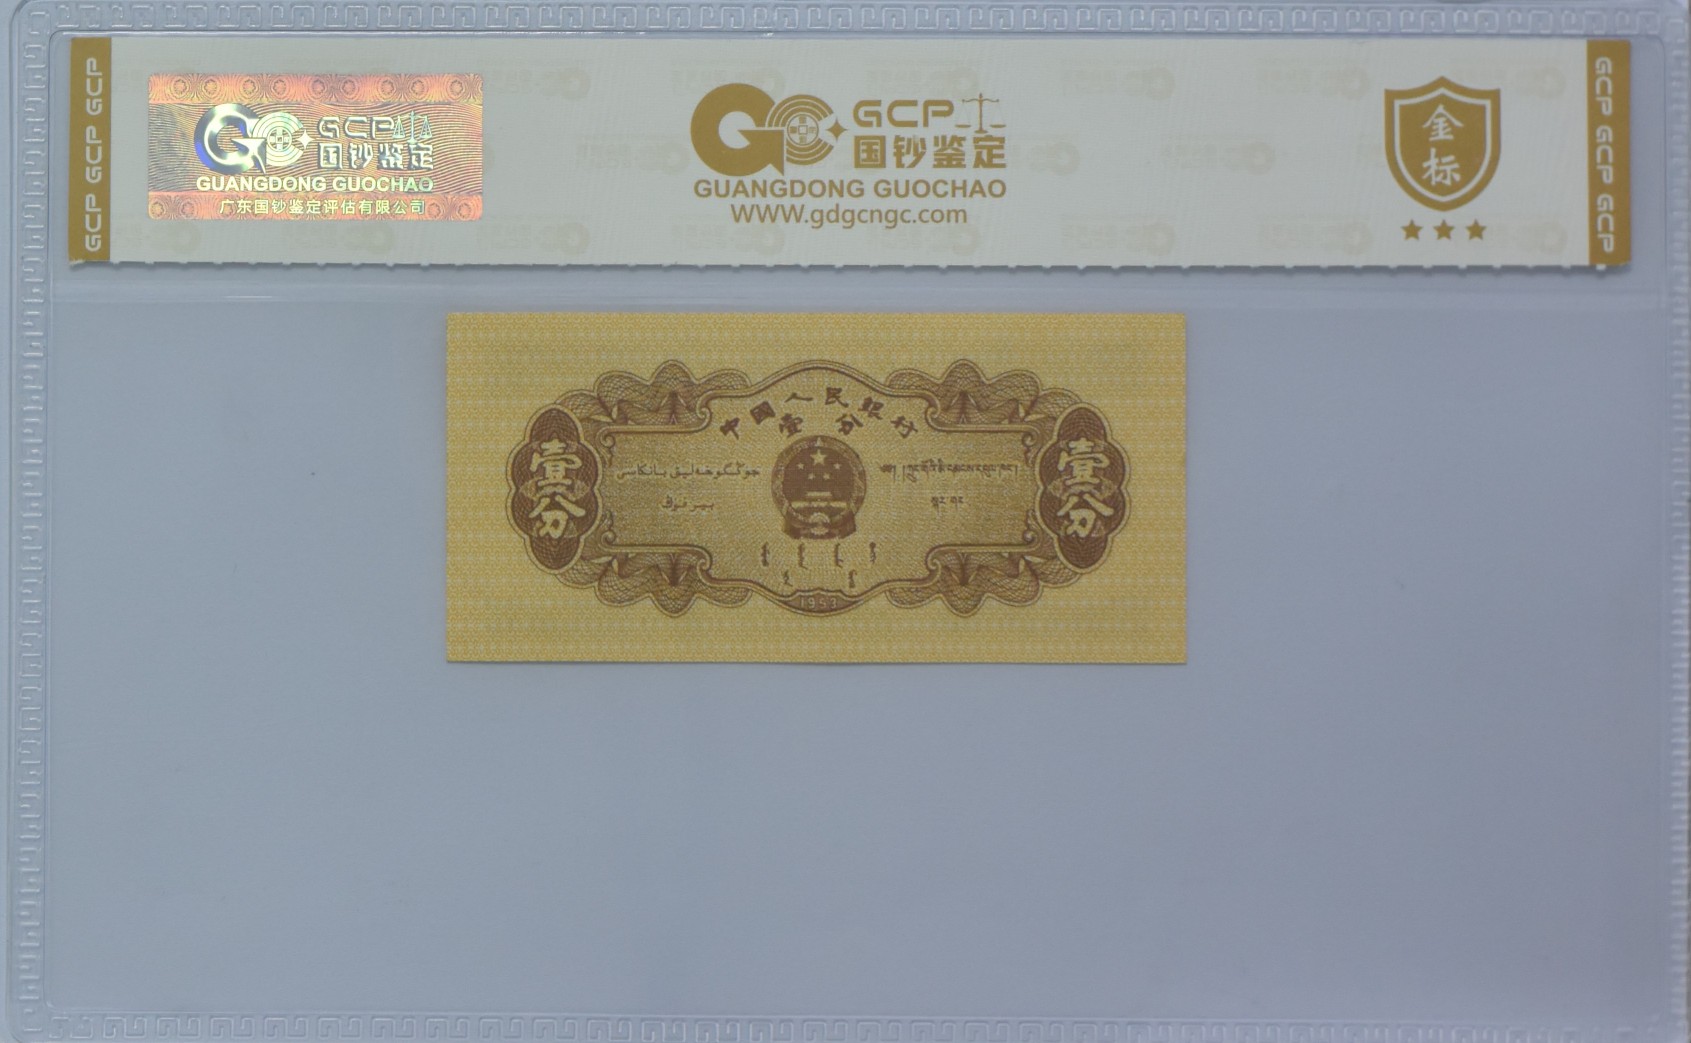 GCP GCP GCP
GCP
国钞鉴定
GUANGDONG GUOCHAO
广东国钞鉴定评估有限公司
GCP
国钞鉴定
GUANGDONG GUOCHAO
WWW.gdgcngc.com
金标
GCP GCP GCP
中国人民银行
壹分
壹分
壹分
1953